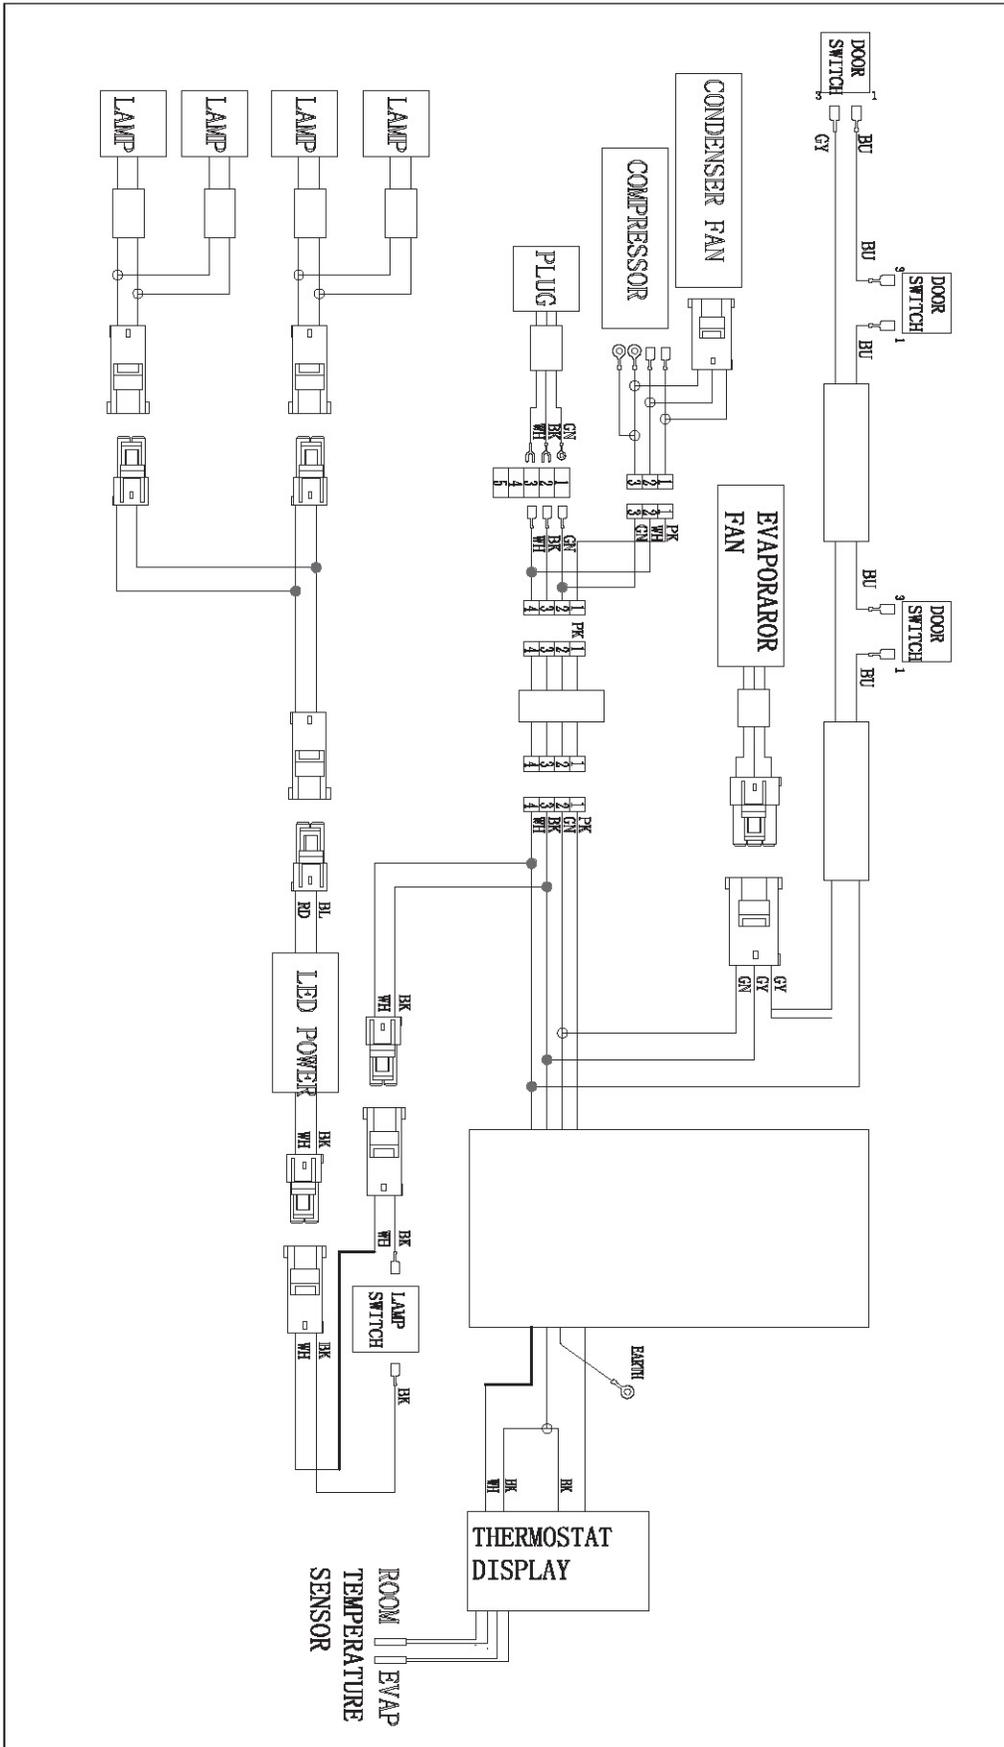 DOOR
SWITCH
3
1
GY
BU
CONDENSER FAN
LAMP
LAMP
LAMP
LAMP
COMPRESSOR
PLUG
BU
9
DOOR
SWITCH
1
BU
WH
BK
GN
5
4
3
2
1
3
2
1
3
2
1
GN
WH
PK
WH
BK
GN
EVAPORAROR
FAN
BU
9
DOOR
SWITCH
1
BU
4
3
2
1
PK
4
3
2
1
4
3
2
1
4
3
2
1
WH
BK
GN
PK
RD
BL
LED POWER
WH
BK
GN
GY
GY
WH
BK
WH
BK
LAMP
SWITCH
WH
BK
BK
EARTH
WH
BK
BK
THERMOSTAT
DISPLAY
ROOM
EVAP
TEMPERATURE
SENSOR